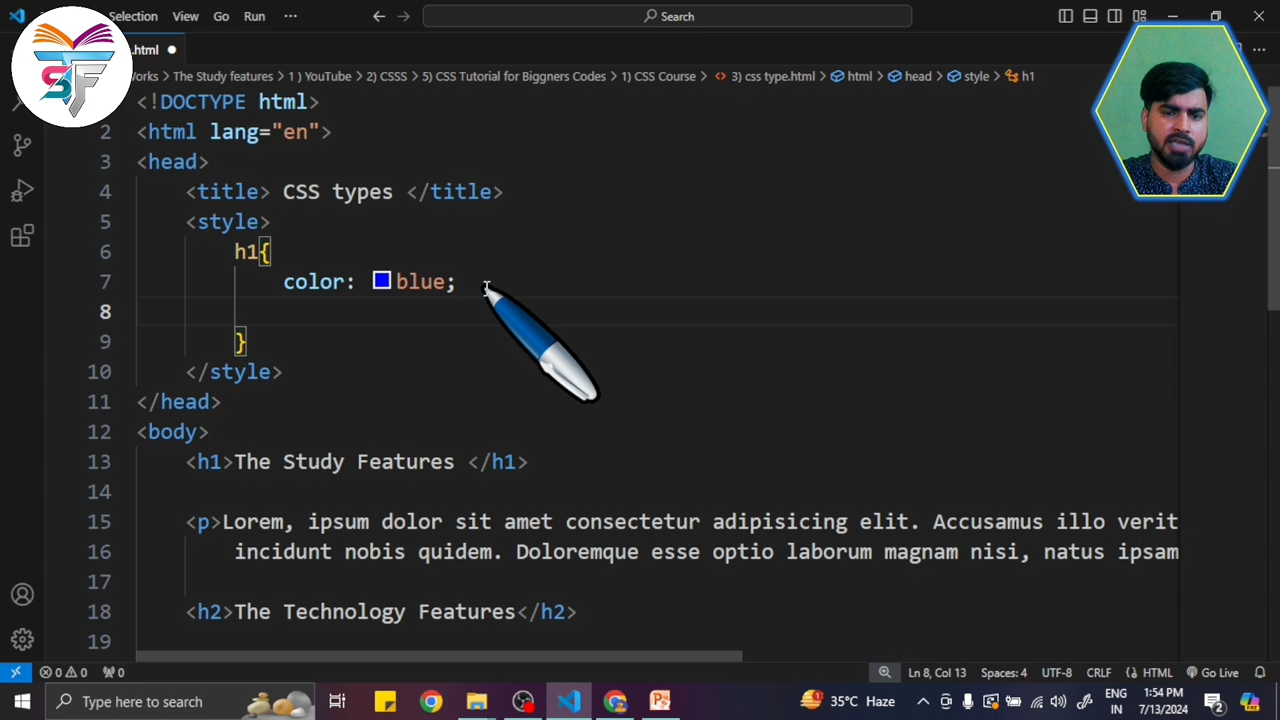 Selection View Go Run ··· Search
.html
Works > The Study features > 1 ) YouTube > 2) CSSS > 5) CSS Tutorial for Biggners Codes > 1) CSS Course > 3) css type.html > html > head > style > h1
<!DOCTYPE html>
2 <html lang="en">
3 <head>
4 <title> CSS types </title>
5 <style>
6 h1{
7 color: blue;
8
9 }
10 </style>
11 </head>
12 <body>
13 <h1>The Study Features </h1>
14
15 <p>Lorem, ipsum dolor sit amet consectetur adipisicing elit. Accusamus illo verit
16 incidunt nobis quidem. Doloremque esse optio laborum magnam nisi, natus ipsam
17
18 <h2>The Technology Features</h2>
19
0 0 0 Ln 8, Col 13 Spaces: 4 UTF-8 CRLF HTML Go Live
Type here to search 35°C Haze ENG IN 1:54 PM 7/13/2024 2
SF